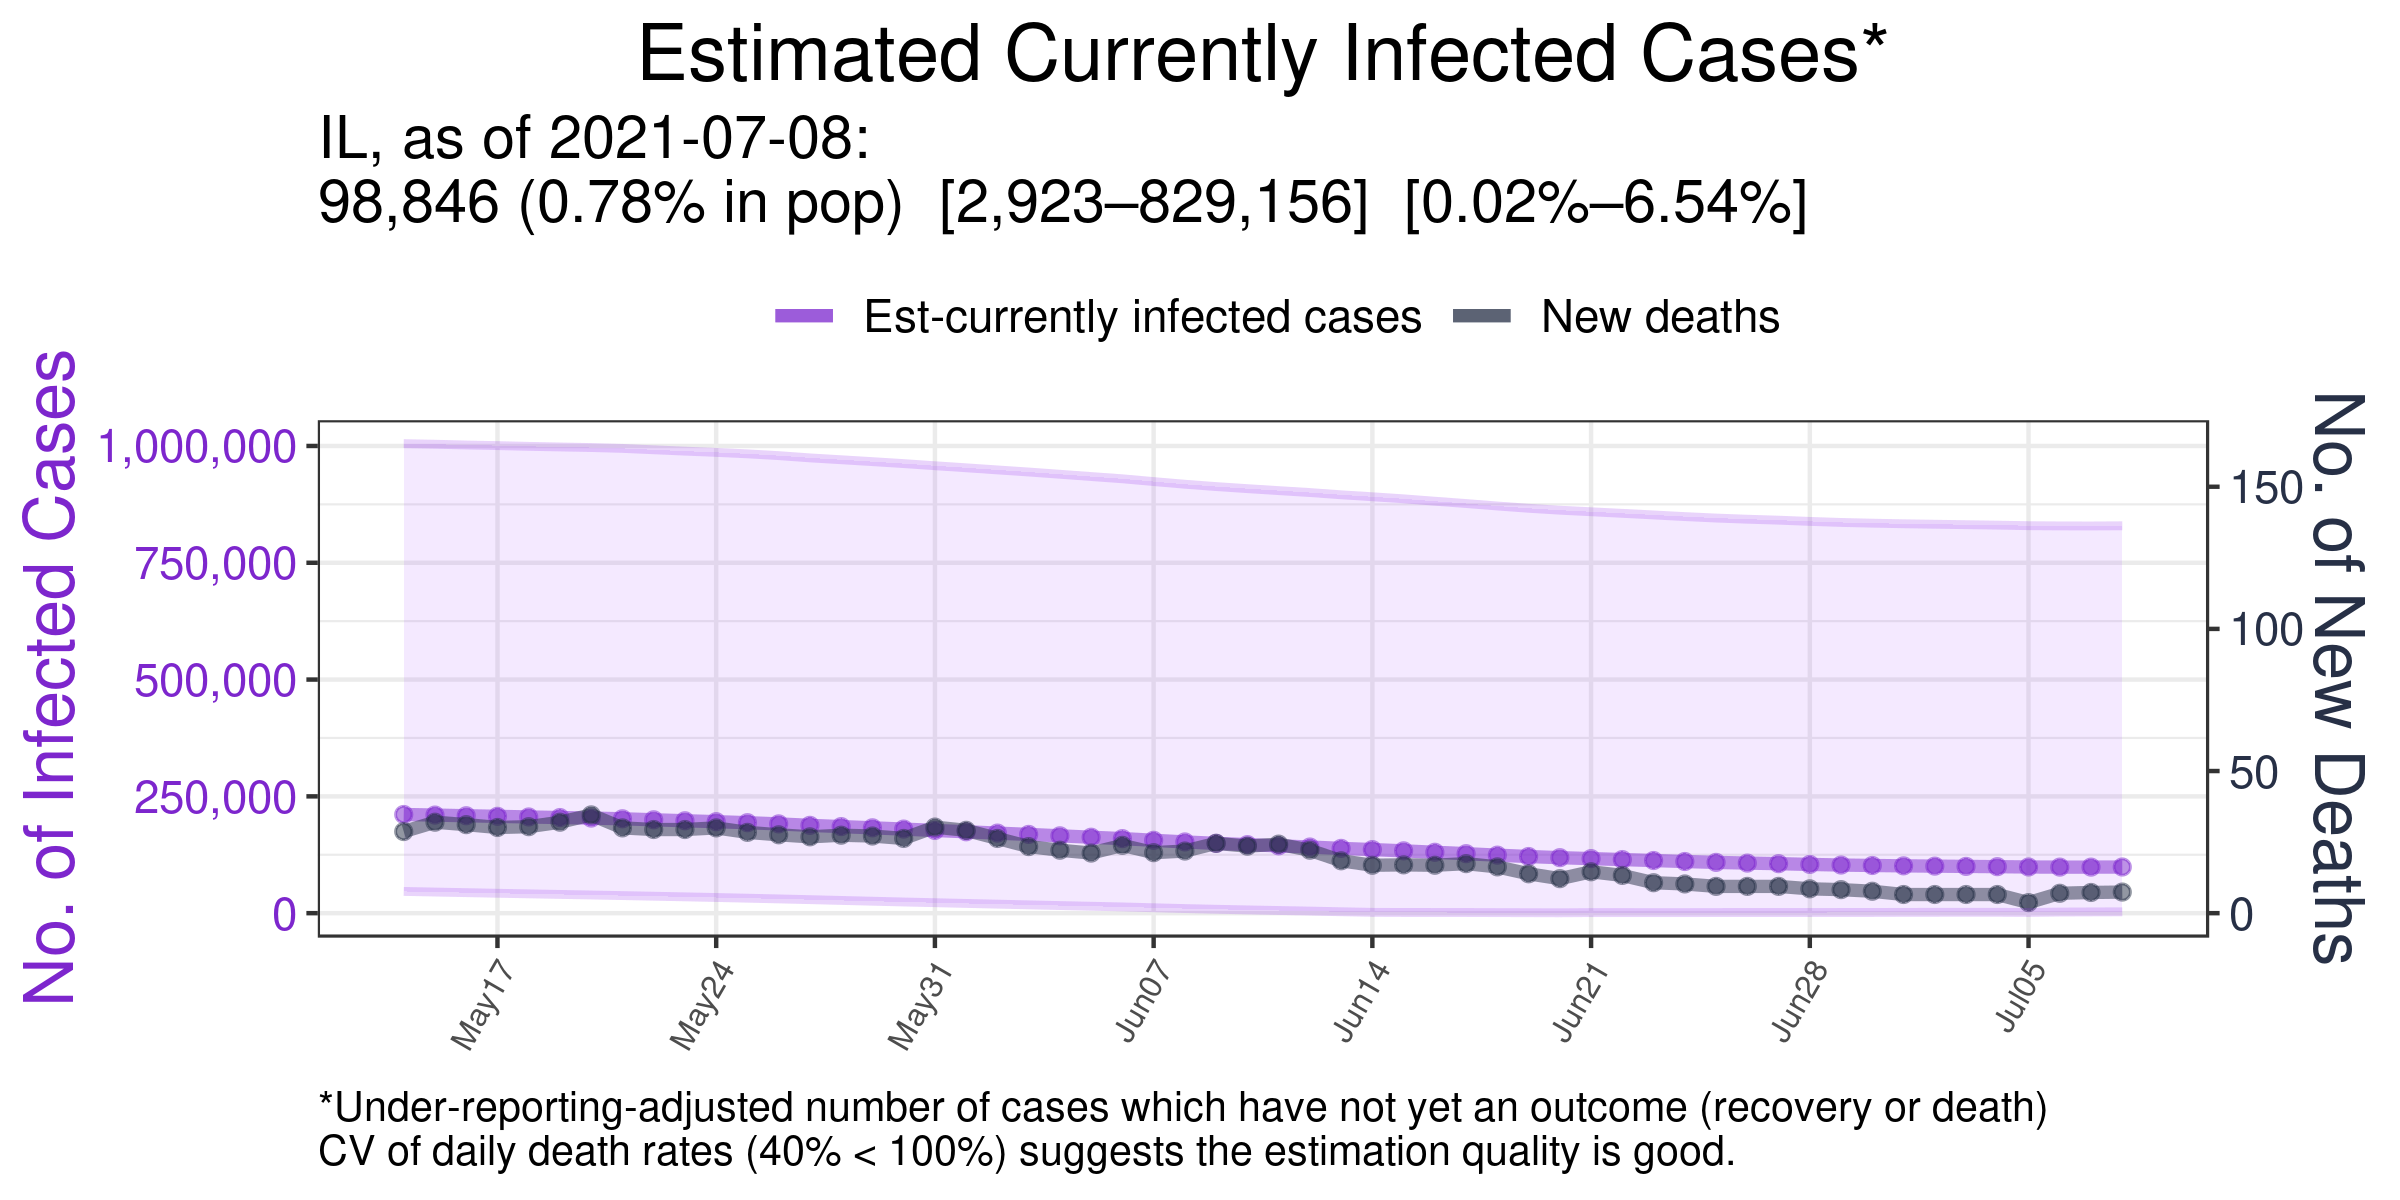 Estimated Currently Infected Cases*
IL, as of 2021-07-08:
98,846 (0.78% in pop)  [2,923–829,156]  [0.02%–6.54%]
Est-currently infected cases
New deaths
No. of Infected Cases
1,000,000
750,000
500,000
250,000
0
150
100
50
0
No. of New Deaths
May17
May24
May31
Jun07
Jun14
Jun21
Jun28
Jul05
*Under-reporting-adjusted number of cases which have not yet an outcome (recovery or death)
CV of daily death rates (40% < 100%) suggests the estimation quality is good.